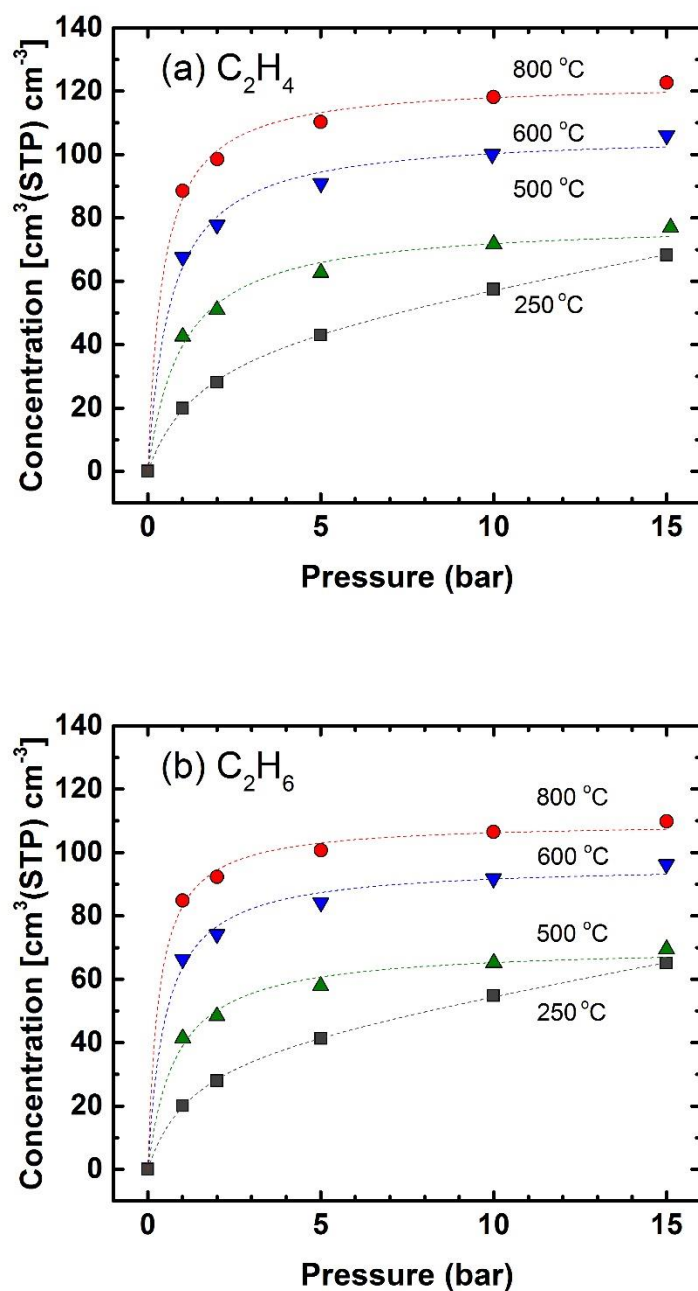 140
(a) C₂H₄
800 °C
120
600 °C
100
500 °C
80
60
250 °C
40
20
0
0 5 10 15
Concentration [cm³(STP) cm⁻³]
Pressure (bar)
140
(b) C₂H₆
800 °C
120
600 °C
100
80
500 °C
60
250 °C
40
20
0
0 5 10 15
Concentration [cm³(STP) cm⁻³]
Pressure (bar)